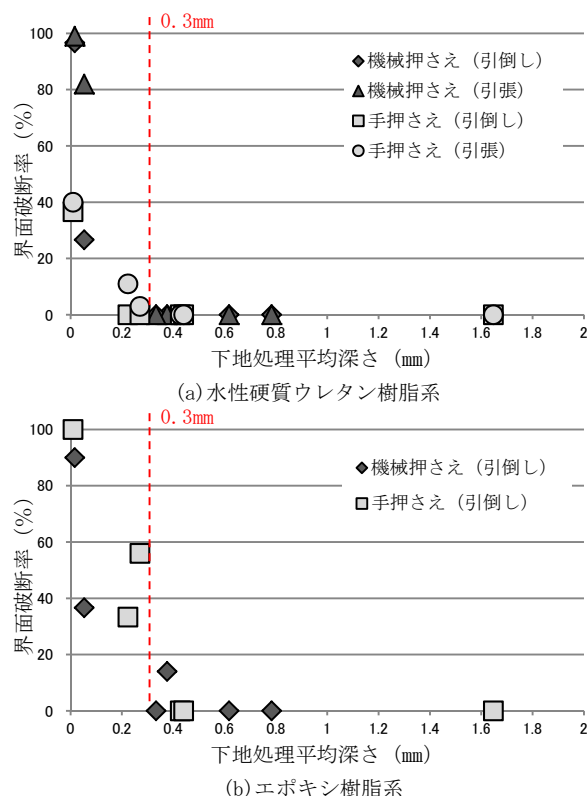 0.3mm
100
80
60
40
20
0
界面破断率 (%)
◆機械押さえ (引倒し)
▲機械押さえ (引張)
□手押さえ (引倒し)
○手押さえ (引張)
0 0.2 0.4 0.6 0.8 1 1.2 1.4 1.6 1.8 2
下地処理平均深さ (mm)
(a)水性硬質ウレタン樹脂系
0.3mm
100
80
60
40
20
0
界面破断率 (%)
◆機械押さえ (引倒し)
□手押さえ (引倒し)
0 0.2 0.4 0.6 0.8 1 1.2 1.4 1.6 1.8 2
下地処理平均深さ (mm)
(b)エポキシ樹脂系